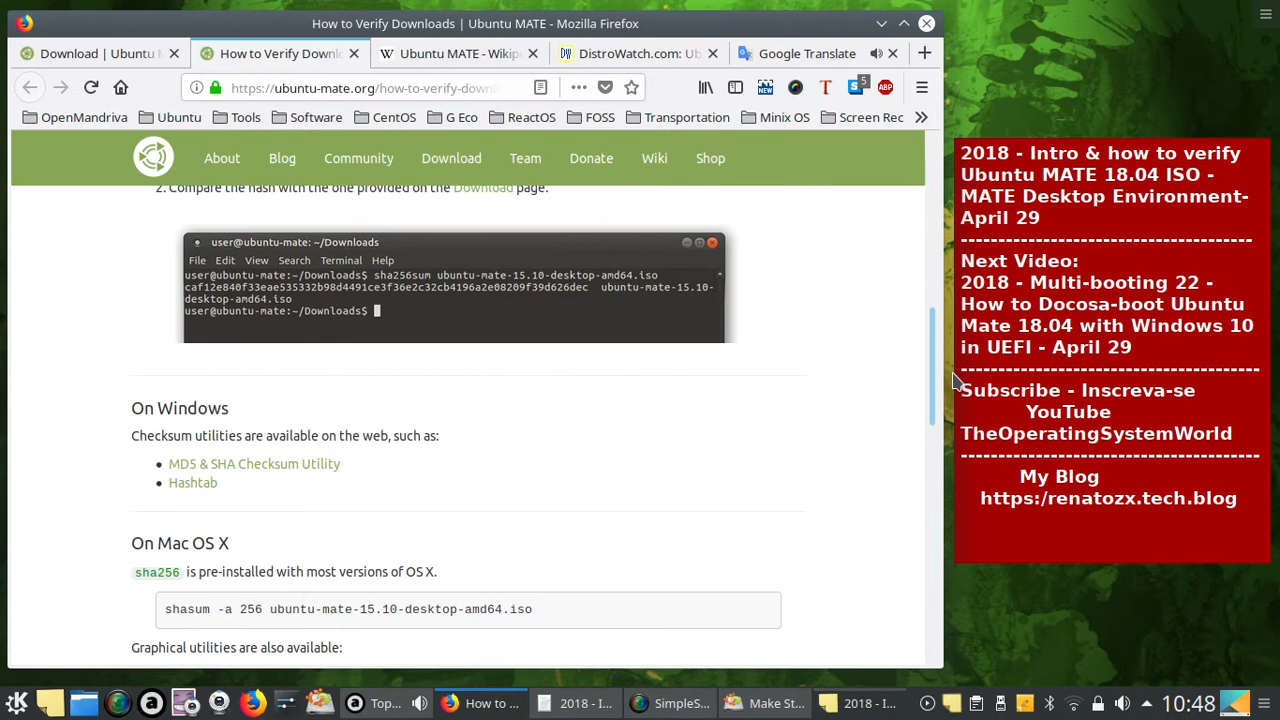 How to Verify Downloads | Ubuntu MATE - Mozilla Firefox
Download | Ubuntu M
How to Verify Downl
Ubuntu MATE - Wikip
DistroWatch.com: Ub
Google Translate
https://ubuntu-mate.org/how-to-verify-downl
5
NEW
ABP
OpenMandriva
Ubuntu
Tools
Software
CentOS
G Eco
ReactOS
FOSS
Transportation
Minix OS
Screen Rec
About
Blog
Community
Download
Team
Donate
Wiki
Shop
2. Compare the hash with the one provided on the Download page.
user@ubuntu-mate: ~/Downloads
File Edit View Search Terminal Help
user@ubuntu-mate:~/Downloads$ sha256sum ubuntu-mate-15.10-desktop-amd64.iso
caf12e840f33eae535332b98d4491ce3f36e2c32cb4196a2e08209f39d626dec ubuntu-mate-15.10-
desktop-amd64.iso
user@ubuntu-mate:~/Downloads$
On Windows
Checksum utilities are available on the web, such as:
MD5 & SHA Checksum Utility
Hashtab
On Mac OS X
sha256 is pre-installed with most versions of OS X.
shasum -a 256 ubuntu-mate-15.10-desktop-amd64.iso
Graphical utilities are also available:
2018 - Intro & how to verify
Ubuntu MATE 18.04 ISO -
MATE Desktop Environment-
April 29
---------------------------------------
Next Video:
2018 - Multi-booting 22 -
How to Docosa-boot Ubuntu
Mate 18.04 with Windows 10
in UEFI - April 29
----------------------------------------
Subscribe - Inscreva-se
YouTube
TheOperatingSystemWorld
----------------------------------------
My Blog
https:/renatozx.tech.blog
Top...
How to ...
2018 - I...
SimpleS...
Make St...
2018 - I...
10:48